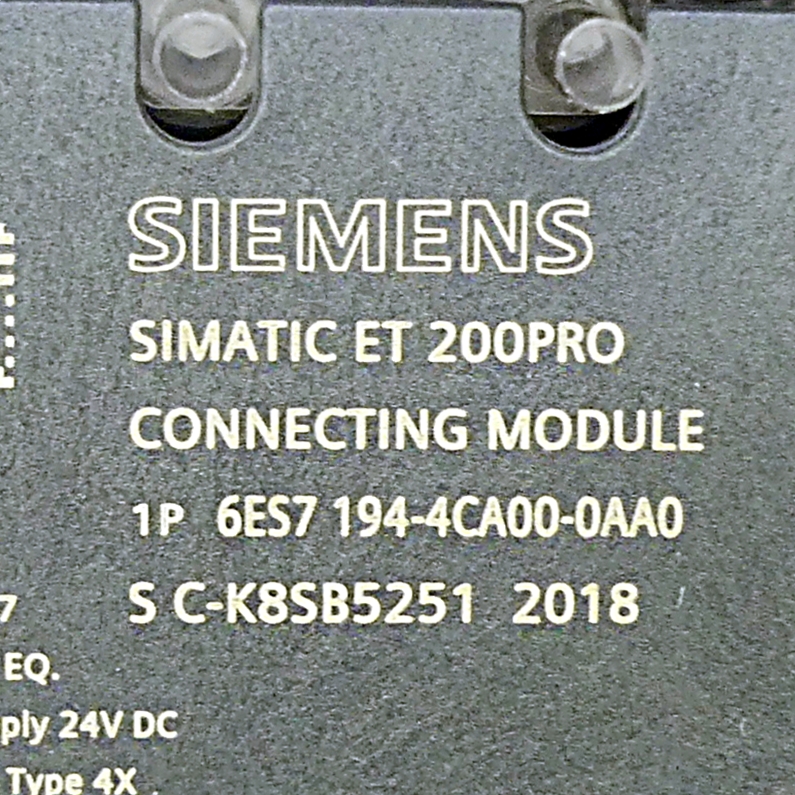 SIEMENS
SIMATIC ET 200PRO
CONNECTING MODULE
1P 6ES7 194-4CA00-0AA0
S C-K8SB5251 2018
7
EQ.
ply 24V DC
Type 4X